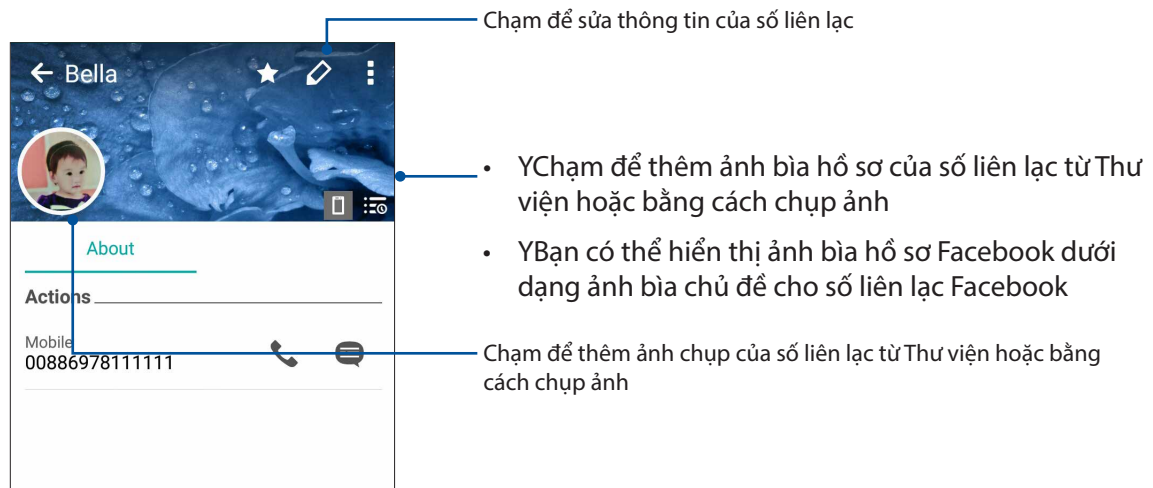 Chạm để sửa thông tin của số liên lạc
Bella
• YChạm để thêm ảnh bìa hồ sơ của số liên lạc từ Thư
viện hoặc bằng cách chụp ảnh
• YBạn có thể hiển thị ảnh bìa hồ sơ Facebook dưới
dạng ảnh bìa chủ đề cho số liên lạc Facebook
About
Actions
Mobile
00886978111111
Chạm để thêm ảnh chụp của số liên lạc từ Thư viện hoặc bằng
cách chụp ảnh